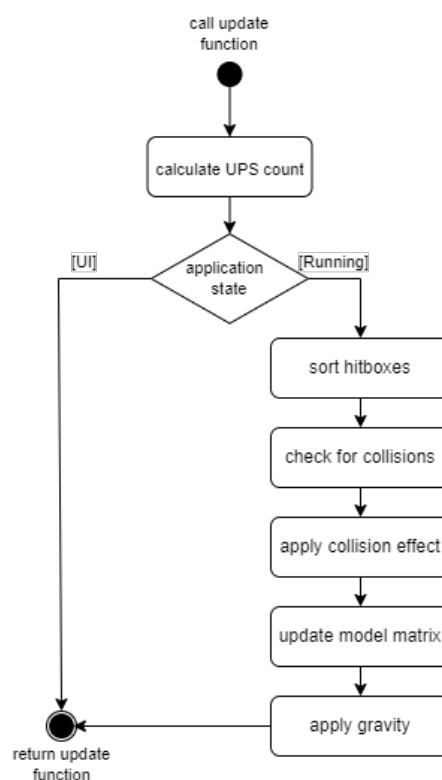 call update
function
calculate UPS count
[UI]
[Running]
application
state
sort hitboxes
check for collisions
apply collision effect
update model matrix
apply gravity
return update
function